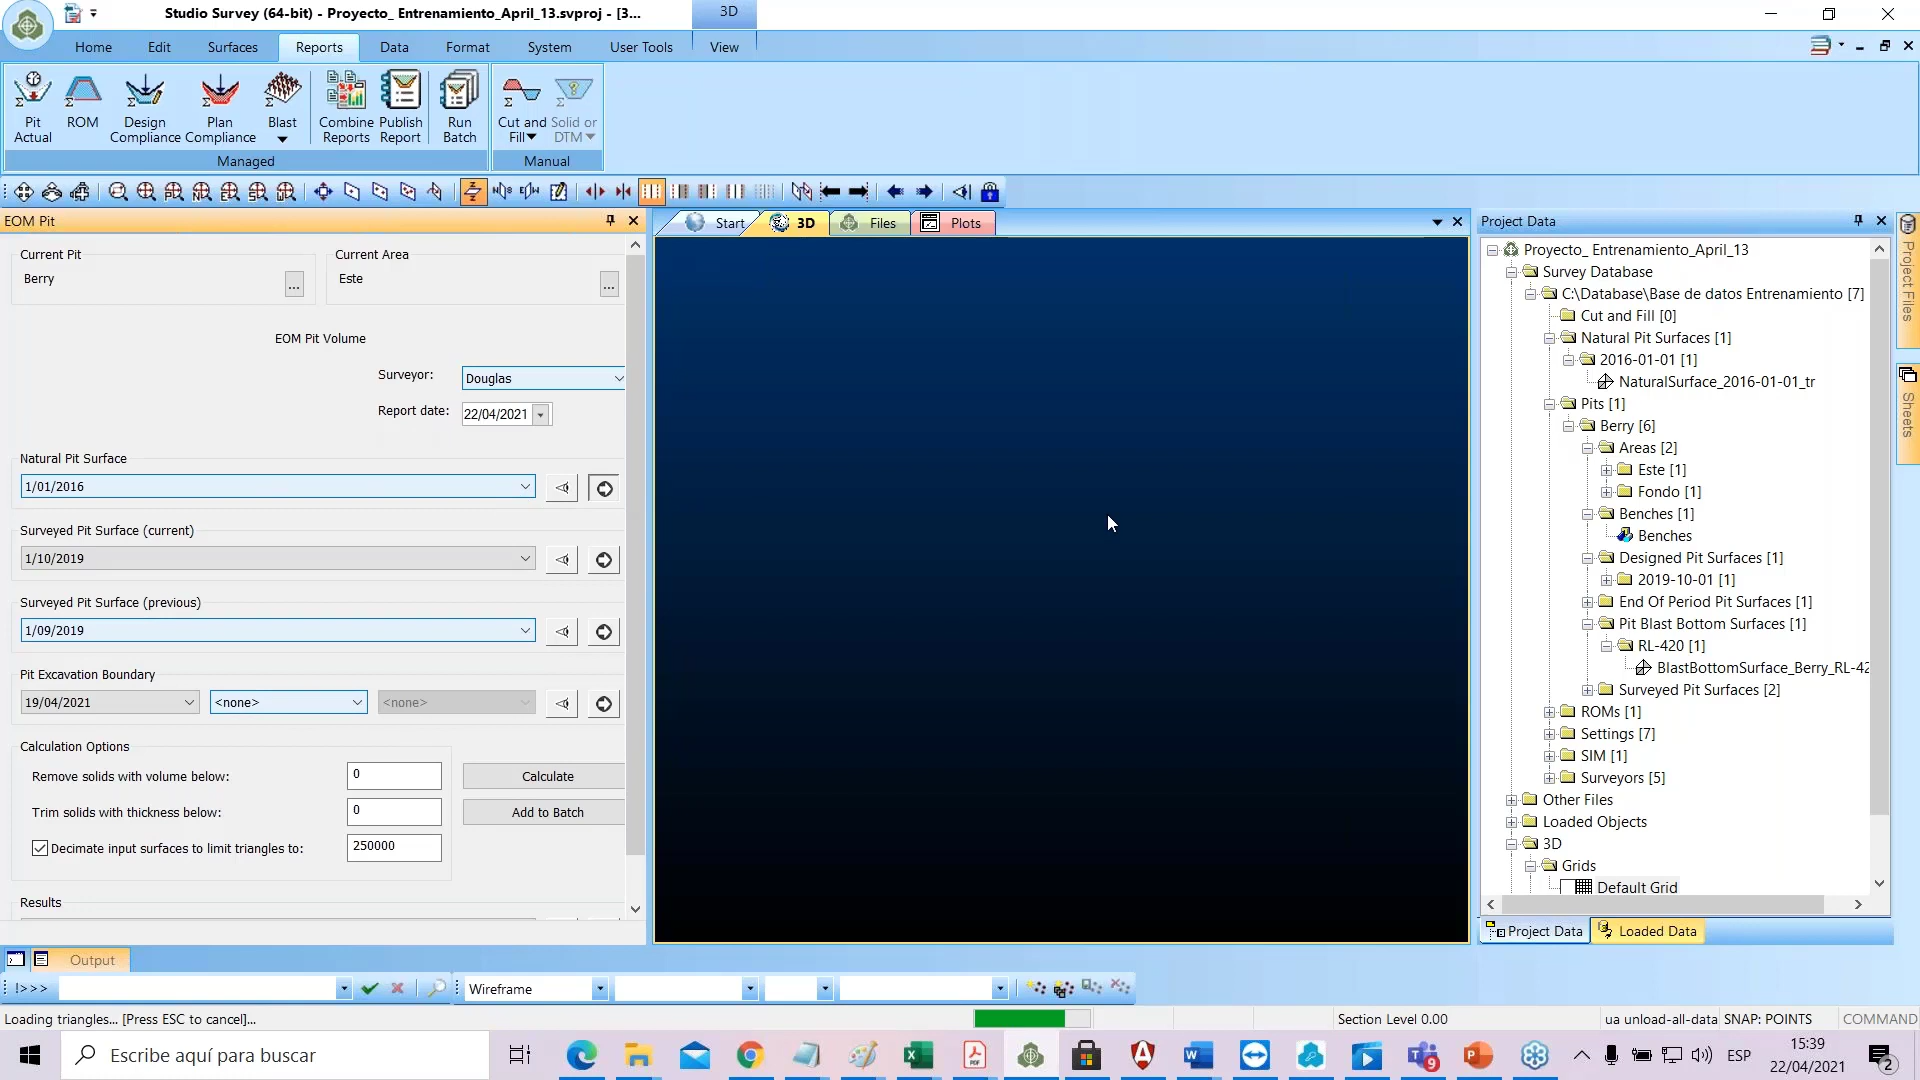 Studio Survey (64-bit) - Proyecto_ Entrenamiento_April_13.svproj - [3...
3D
Home
Edit
Surfaces
Reports
Data
Format
System
User Tools
View
Pit
Actual
ROM
Design
Compliance
Plan
Compliance
Blast
Combine
Reports
Publish
Report
Run
Batch
Cut and
Fill
Solid or
DTM
Managed
Manual
EOM Pit
Current Pit
Berry
...
Current Area
Este
...
EOM Pit Volume
Surveyor:
Douglas
Report date:
22/04/2021
Natural Pit Surface
1/01/2016
Surveyed Pit Surface (current)
1/10/2019
Surveyed Pit Surface (previous)
1/09/2019
Pit Excavation Boundary
19/04/2021
<none>
<none>
Calculation Options
Remove solids with volume below:
0
Calculate
Trim solids with thickness below:
0
Add to Batch
Decimate input surfaces to limit triangles to:
250000
Results
Start
3D
Files
Plots
Project Data
Proyecto_ Entrenamiento_April_13
Survey Database
C:\Database\Base de datos Entrenamiento [7]
Cut and Fill [0]
Natural Pit Surfaces [1]
2016-01-01 [1]
NaturalSurface_2016-01-01_tr
Pits [1]
Berry [6]
Areas [2]
Este [1]
Fondo [1]
Benches [1]
Benches
Designed Pit Surfaces [1]
2019-10-01 [1]
End Of Period Pit Surfaces [1]
Pit Blast Bottom Surfaces [1]
RL-420 [1]
BlastBottomSurface_Berry_RL-42
Surveyed Pit Surfaces [2]
ROMs [1]
Settings [7]
SIM [1]
Surveyors [5]
Other Files
Loaded Objects
3D
Grids
Default Grid
Project Data
Loaded Data
Project Files
Sheets
Output
!>>>
Wireframe
Loading triangles... [Press ESC to cancel]...
Section Level 0.00
ua unload-all-data
SNAP: POINTS
COMMAND
Escribe aquí para buscar
9
ESP
15:39
22/04/2021
2